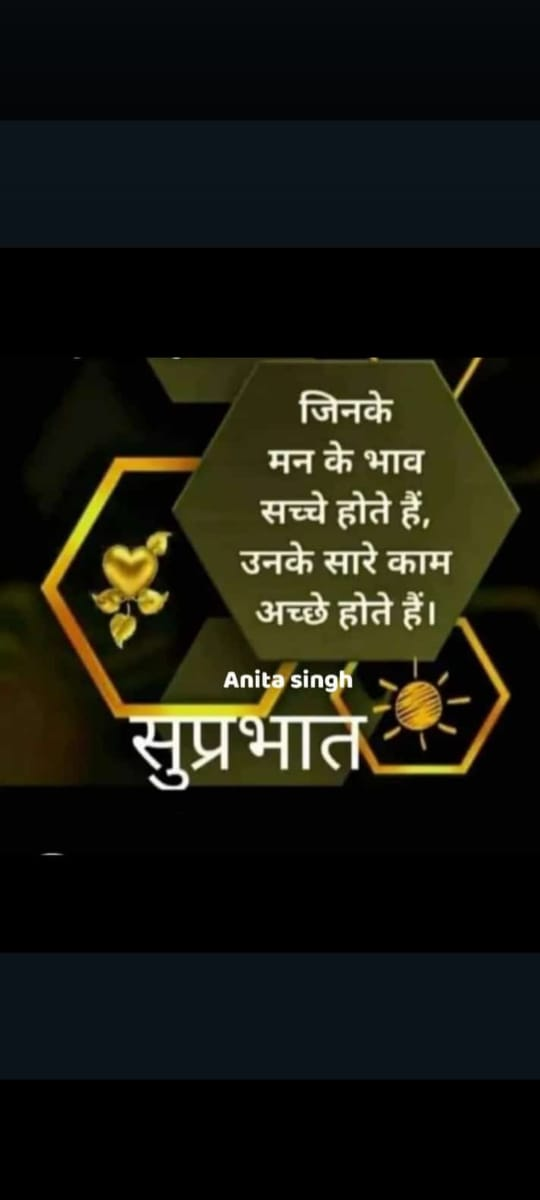 जिनके
मन के भाव
सच्चे होते हैं,
उनके सारे काम
अच्छे होते हैं।
Anita singh
सुप्रभात